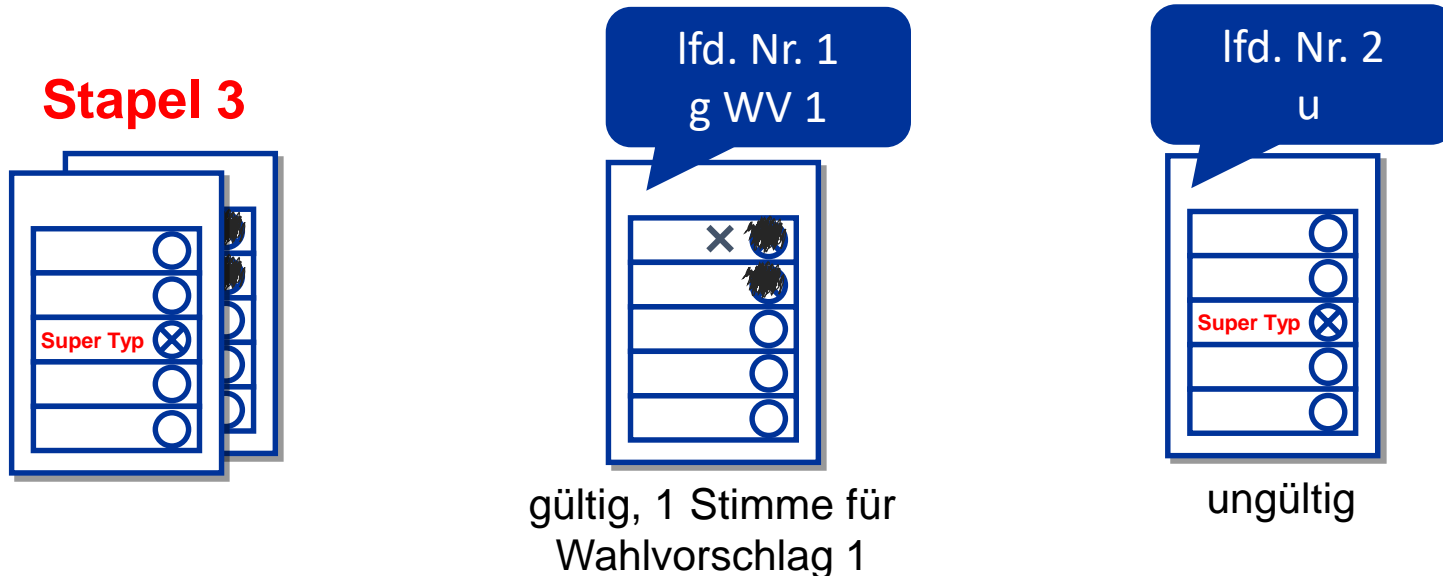 Stapel 3
Super Typ
lfd. Nr. 1
g WV 1
gültig, 1 Stimme für
Wahlvorschlag 1
lfd. Nr. 2
u
Super Typ
ungültig